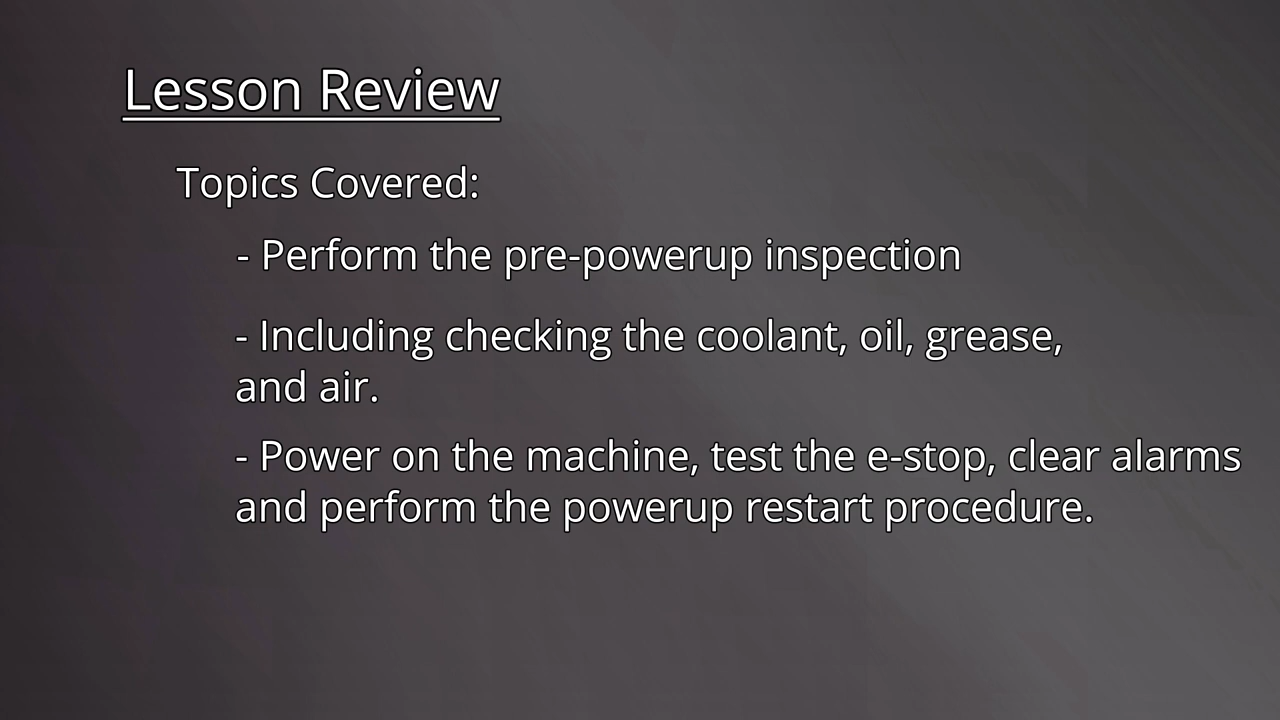 Lesson Review
Topics Covered:
- Perform the pre-powerup inspection
- Including checking the coolant, oil, grease,
and air.
- Power on the machine, test the e-stop, clear alarms
and perform the powerup restart procedure.